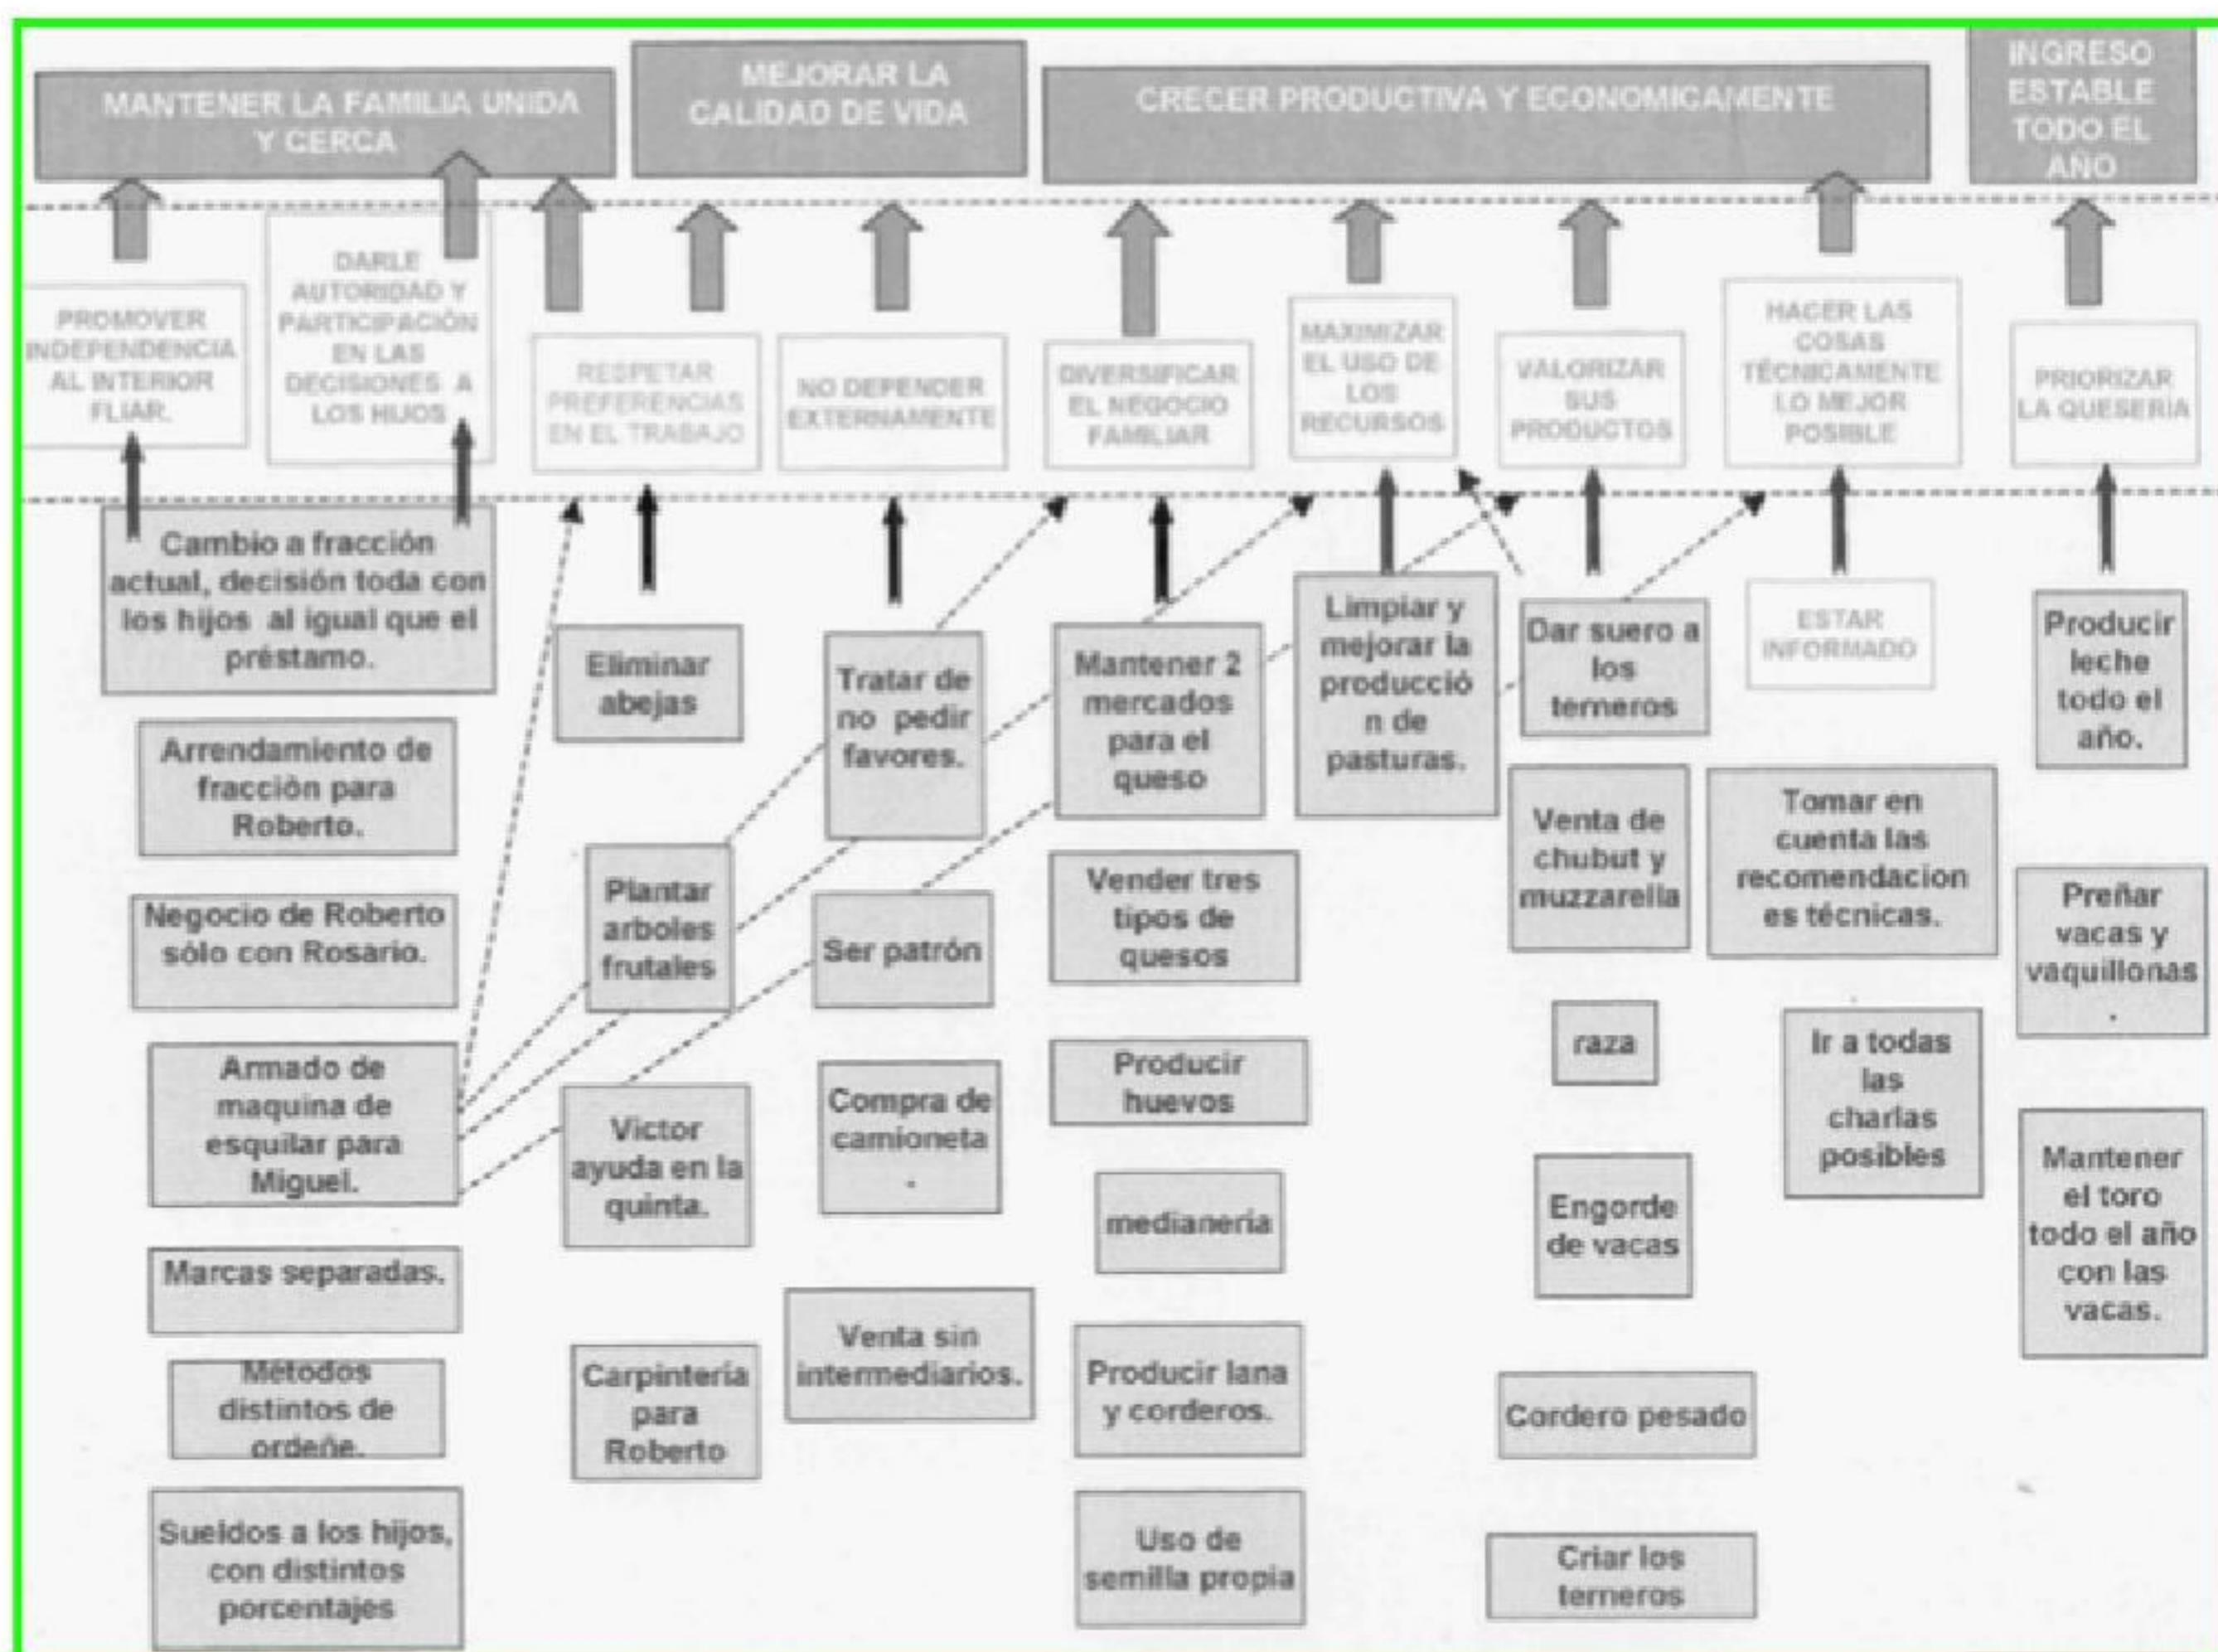 MANTENER LA FAMILIA UNIDA
Y CERCA
MEJORAR LA
CALIDAD DE VIDA
CRECER PRODUCTIVA Y ECONOMICAMENTE
INGRESO
ESTABLE
TODO EL
AÑO
PROMOVER
INDEPENDENCIA
AL INTERIOR
FLIAR.
DARLE
AUTORIDAD Y
PARTICIPACIÓN
EN LAS
DECISIONES A
LOS HIJOS
RESPETAR
PREFERENCIAS
EN EL TRABAJO
NO DEPENDER
EXTERNAMENTE
DIVERSIFICAR
EL NEGOCIO
FAMILIAR
MAXIMIZAR
EL USO DE
LOS
RECURSOS
VALORIZAR
SUS
PRODUCTOS
HACER LAS
COSAS
TÉCNICAMENTE
LO MEJOR
POSIBLE
PRIORIZAR
LA QUESERÍA
Cambio a fracción
actual, decisión toda con
los hijos al igual que el
préstamo.
Arrendamiento de
fracción para
Roberto.
Negocio de Roberto
sólo con Rosario.
Armado de
maquina de
esquilar para
Miguel.
Marcas separadas.
Métodos
distintos de
ordeñe.
Sueldos a los hijos,
con distintos
porcentajes
Eliminar
abejas
Plantar
arboles
frutales
Victor
ayuda en la
quinta.
Carpintería
para
Roberto
Tratar de
no pedir
favores.
Ser patrón
Compra de
camioneta
.
Venta sin
intermediarios.
Mantener 2
mercados
para el
queso
Vender tres
tipos de
quesos
Producir
huevos
medianería
Producir lana
y corderos.
Uso de
semilla propia
Limpiar y
mejorar la
producció
n de
pasturas.
Dar suero a
los
terneros
Venta de
chubut y
muzzarella
raza
Engorde
de vacas
Cordero pesado
Criar los
terneros
ESTAR
INFORMADO
Tomar en
cuenta las
recomendacion
es técnicas.
Ir a todas
las
charlas
posibles
Producir
leche
todo el
año.
Preñar
vacas y
vaquillonas
.
Mantener
el toro
todo el año
con las
vacas.